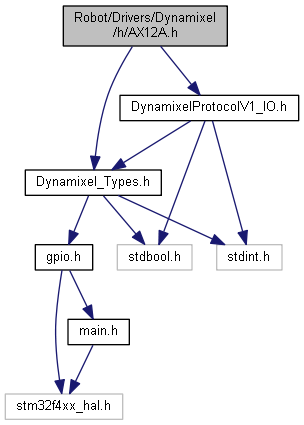 Robot/Drivers/Dynamixel
/h/AX12A.h
DynamixelProtocolV1_IO.h
Dynamixel_Types.h
gpio.h
stdbool.h
stdint.h
main.h
stm32f4xx_hal.h